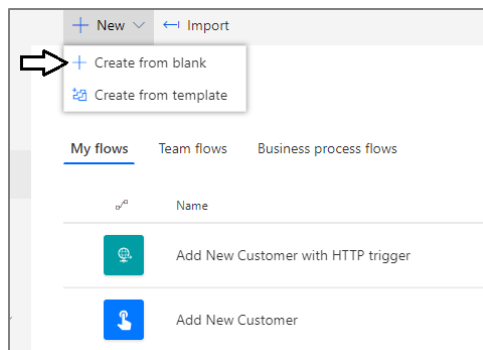 New Import
Create from blank
Create from template
My flows Team flows Business process flows
Name
Add New Customer with HTTP trigger
Add New Customer